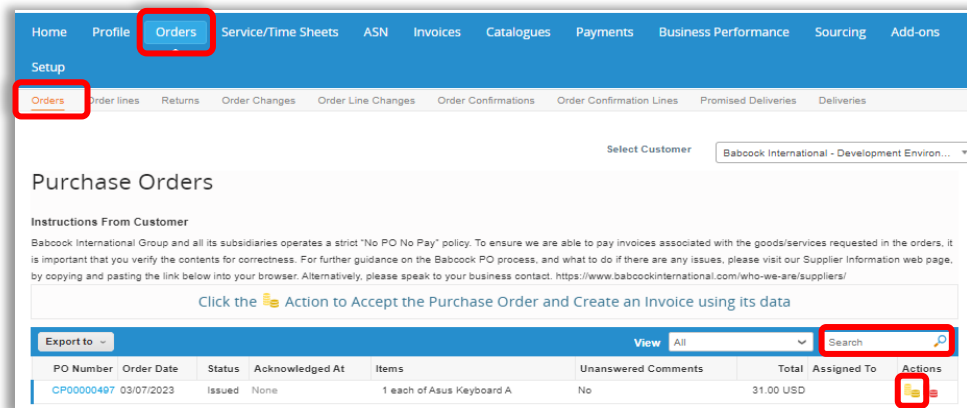 Home Profile Orders Service/Time Sheets ASN Invoices Catalogues Payments Business Performance Sourcing Add-ons
Setup
Orders Order lines Returns Order Changes Order Line Changes Order Confirmations Order Confirmation Lines Promised Deliveries Deliveries
Select Customer Babcock International - Development Environ...
Purchase Orders
Instructions From Customer
Babcock International Group and all its subsidiaries operates a strict "No PO No Pay" policy. To ensure we are able to pay invoices associated with the goods/services requested in the orders, it
is important that you verify the contents for correctness. For further guidance on the Babcock PO process, and what to do if there are any issues, please visit our Supplier Information web page,
by copying and pasting the link below into your browser. Alternatively, please speak to your business contact. https://www.babcockinternational.com/who-we-are/suppliers/
Click the Action to Accept the Purchase Order and Create an Invoice using its data
Export to View All Search
PO Number Order Date Status Acknowledged At Items Unanswered Comments Total Assigned To Actions
CP00000497 03/07/2023 Issued None 1 each of Asus Keyboard A No 31.00 USD